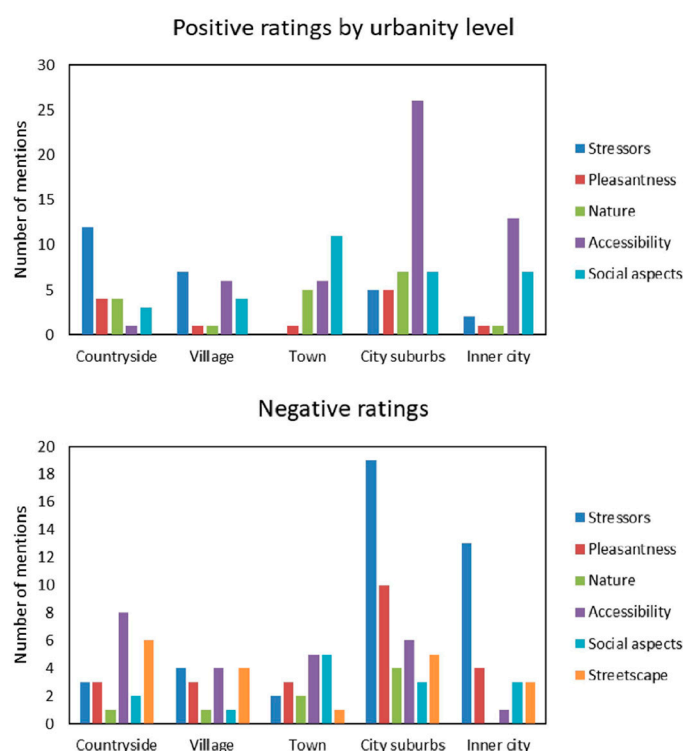 Positive ratings by urbanity level
30
25
20
15
10
5
0
Number of mentions
Countryside Village Town City suburbs Inner city
Stressors
Pleasantness
Nature
Accessibility
Social aspects
Negative ratings
20
18
16
14
12
10
8
6
4
2
0
Number of mentions
Countryside Village Town City suburbs Inner city
Stressors
Pleasantness
Nature
Accessibility
Social aspects
Streetscape